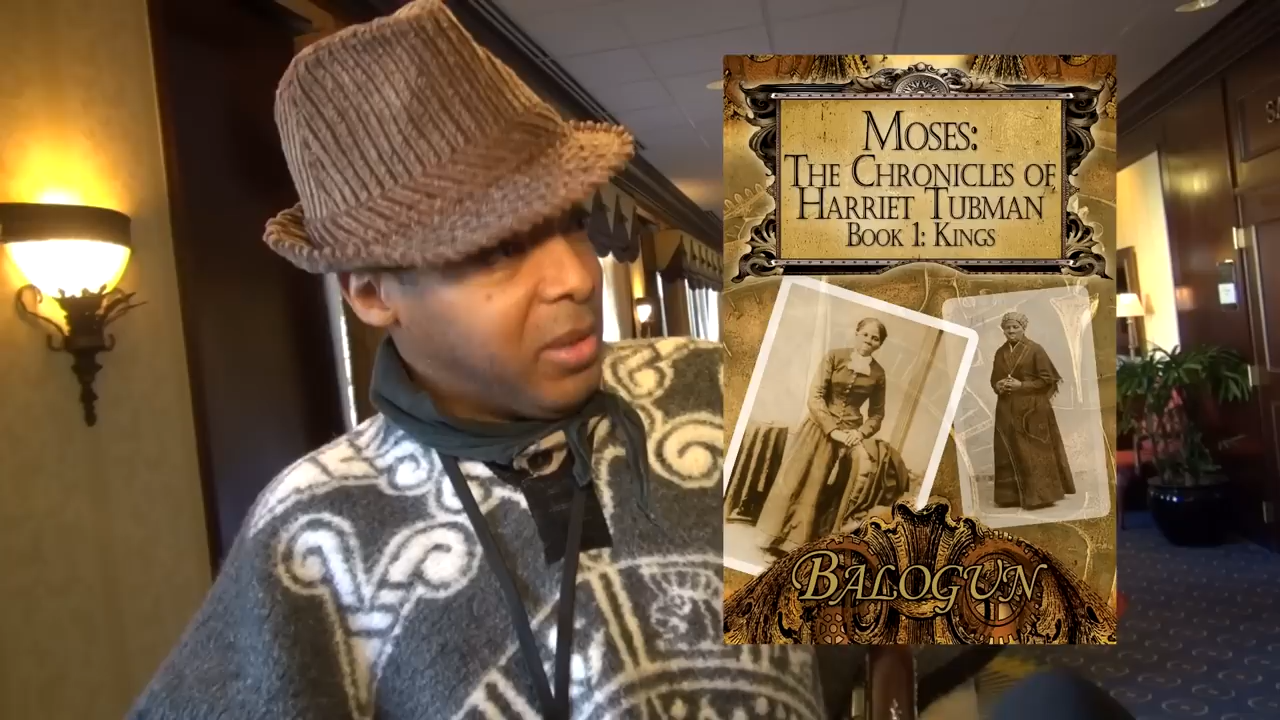 MOSES:
THE CHRONICLES OF
HARRIET TUBMAN
BOOK 1: KINGS
BALOGUN